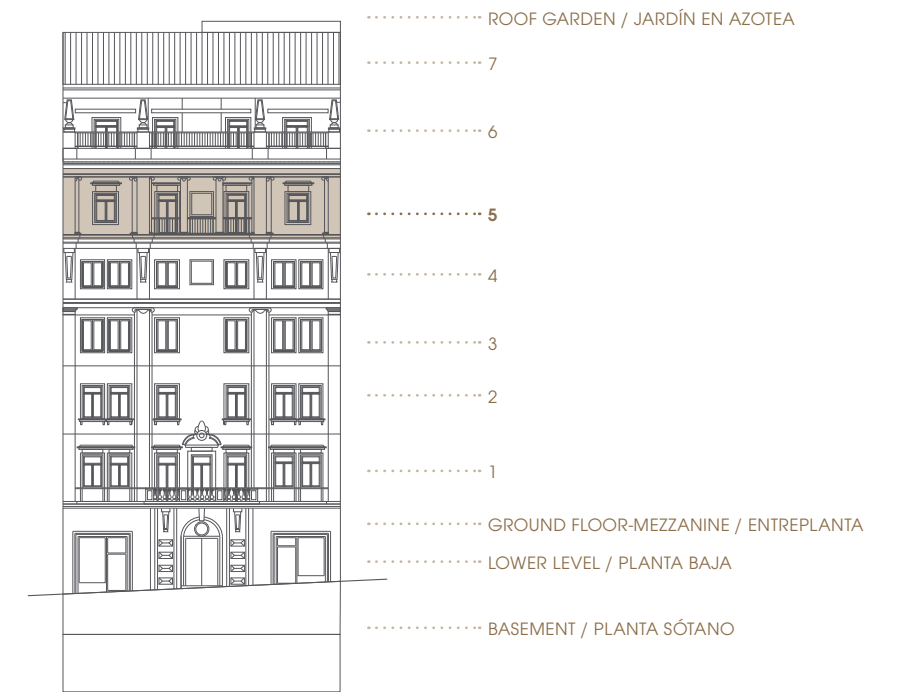 ROOF GARDEN / JARDÍN EN AZOTEA
7
6
5
4
3
2
1
GROUND FLOOR-MEZZANINE / ENTREPLANTA
LOWER LEVEL / PLANTA BAJA
BASEMENT / PLANTA SÓTANO